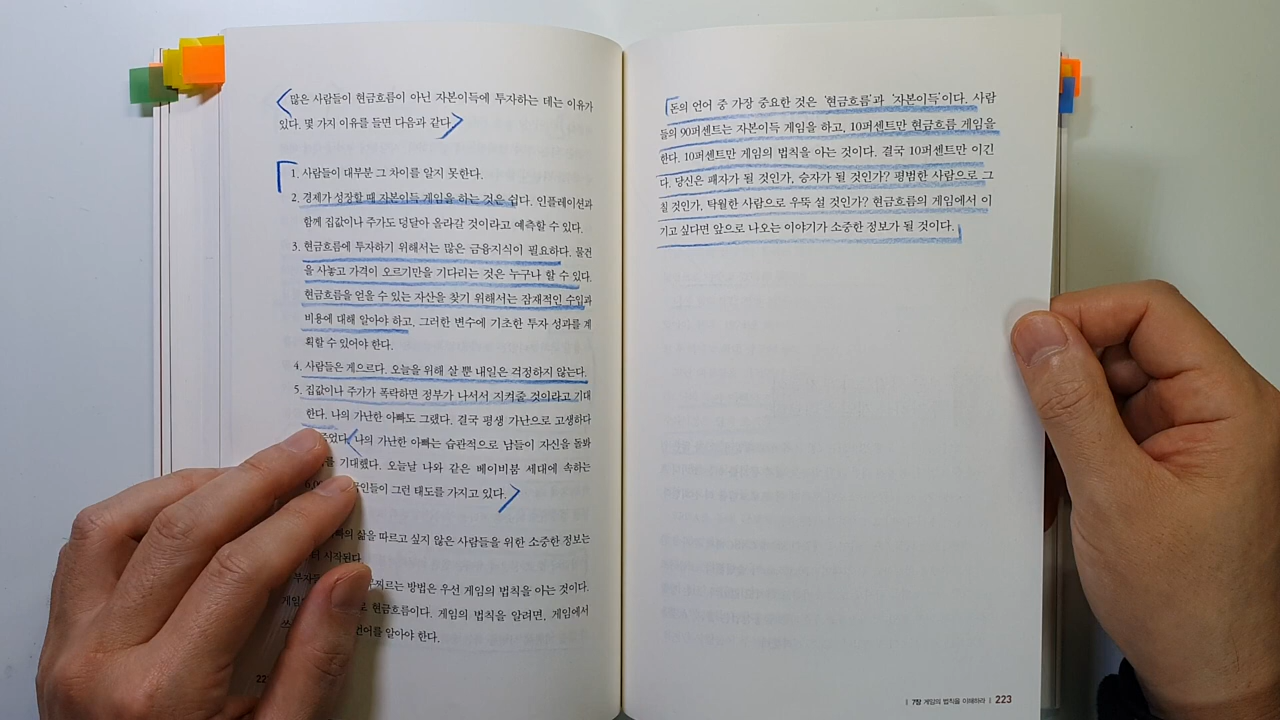 많은 사람들이 현금흐름이 아닌 자본이득에 투자하는 데는 이유가
있다. 몇 가지 이유를 들면 다음과 같다.
1. 사람들이 대부분 그 차이를 알지 못한다.
2. 경제가 성장할 때 자본이득 게임을 하는 것은 쉽다. 인플레이션과
함께 집값이나 주가도 덩달아 올라갈 것이라고 예측할 수 있다.
3. 현금흐름에 투자하기 위해서는 많은 금융지식이 필요하다. 물건
을 사놓고 가격이 오르기만을 기다리는 것은 누구나 할 수 있다.
현금흐름을 얻을 수 있는 자산을 찾기 위해서는 잠재적인 수입과
비용에 대해 알아야 하고, 그러한 변수에 기초한 투자 성과를 계
획할 수 있어야 한다.
4. 사람들은 게으르다. 오늘을 위해 살 뿐 내일은 걱정하지 않는다.
5. 집값이나 주가가 폭락하면 정부가 나서서 지켜줄 것이라고 기대
한다. 나의 가난한 아빠도 그랬다. 결국 평생 가난으로 고생하다
나의 가난한 아빠는 습관적으로 남들이 자신을 돌봐
기대했다. 오늘날 나와 같은 베이비붐 세대에 속하는
그런 태도를 가지고 있다.
삶을 따르고 싶지 않은 사람들을 위한 소중한 정보는
시작된다.
방법은 우선 게임의 법칙을 아는 것이다.
현금흐름이다. 게임의 법칙을 알려면, 게임에서
언어를 알아야 한다.
돈의 언어 중 가장 중요한 것은 '현금흐름'과 '자본이득'이다. 사람
들의 90퍼센트는 자본이득 게임을 하고, 10퍼센트만 현금흐름 게임을
한다. 10퍼센트만 게임의 법칙을 아는 것이다. 결국 10퍼센트만 이긴
다. 당신은 패자가 될 것인가, 승자가 될 것인가? 평범한 사람으로 그
칠 것인가, 탁월한 사람으로 우뚝 설 것인가? 현금흐름의 게임에서 이
기고 싶다면 앞으로 나오는 이야기가 소중한 정보가 될 것이다.
7장 게임의 법칙을 이해하라 | 223